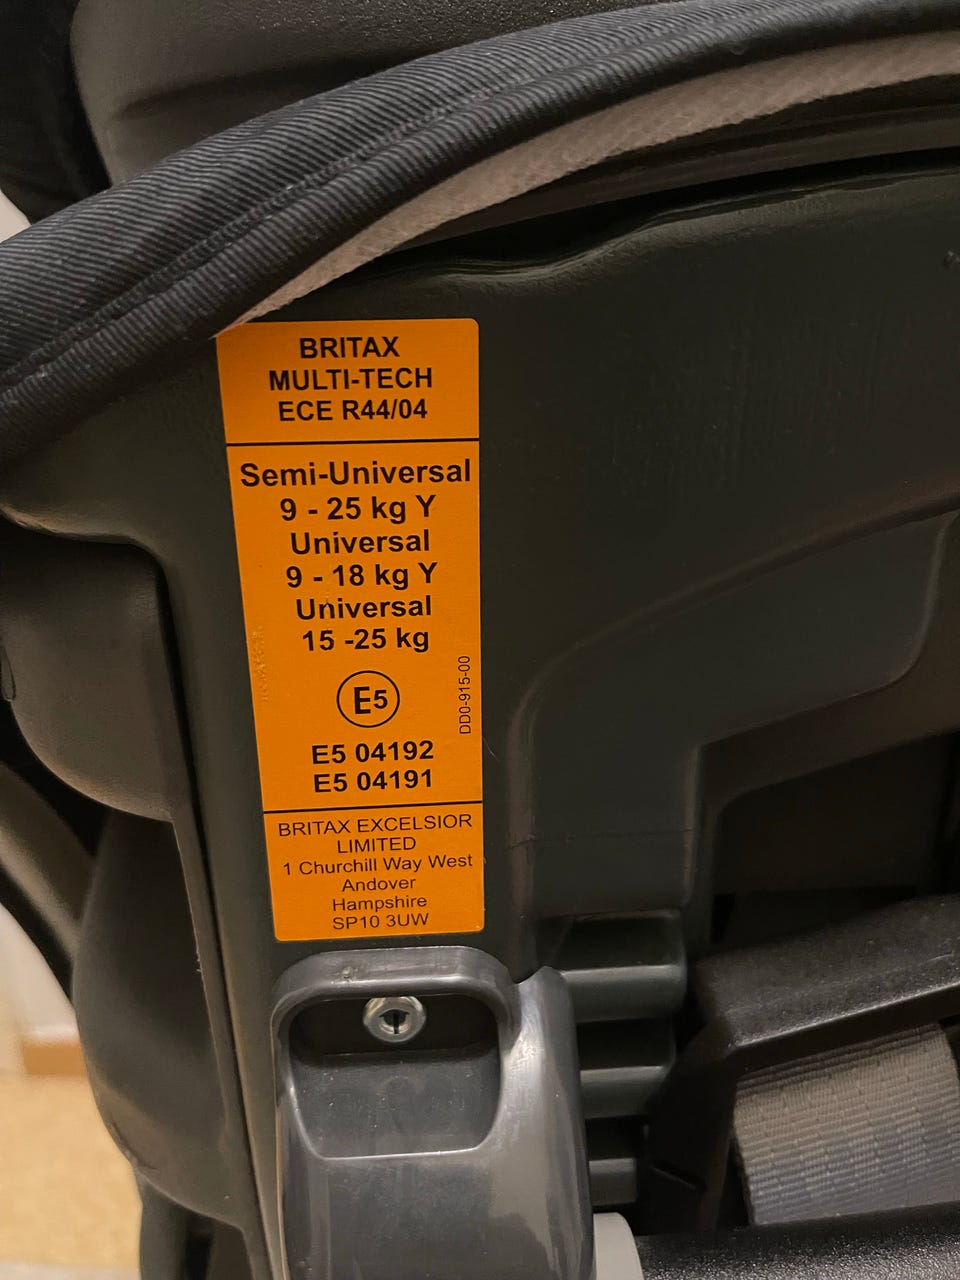 BRITAX
MULTI-TECH
ECE R44/04
Semi-Universal
9 - 25 kg Y
Universal
9 - 18 kg Y
Universal
15 -25 kg
E5
DD0-915-00
E5 04192
E5 04191
BRITAX EXCELSIOR
LIMITED
1 Churchill Way West
Andover
Hampshire
SP10 3UW